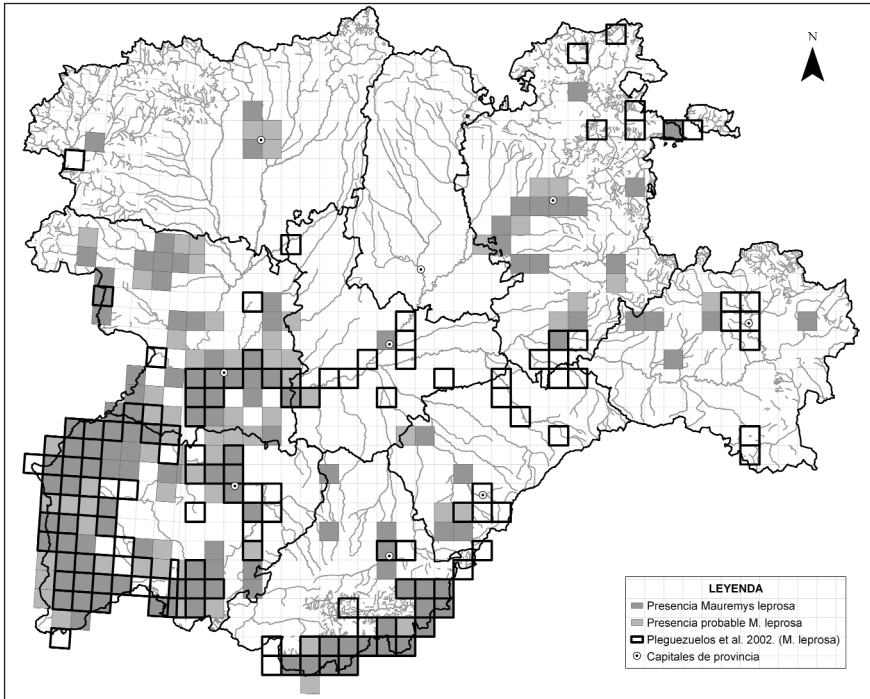 N
LEYENDA
Presencia Mauremys leprosa
Presencia probable M. leprosa
Pleguezuelos et al. 2002. (M. leprosa)
Capitales de provincia